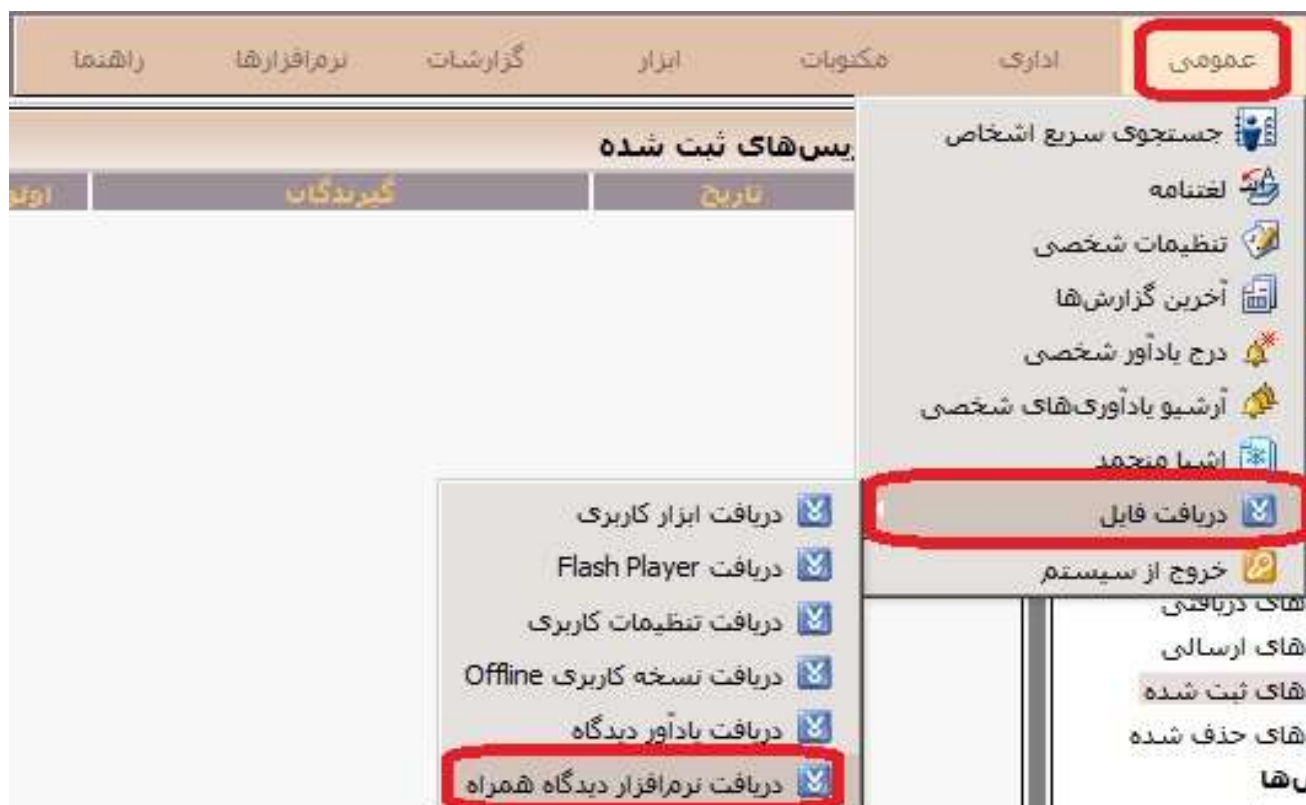 عمومی اداری مکتوبات ابزار گزارشات نرم‌افزارها راهنما
جستجوی سریع اشخاص
لغتنامه
تنظیمات شخصی
آخرین گزارش‌ها
درج یادآور شخصی
آرشیو یادآوری‌های شخصی
اشیا منجمد
دریافت فایل
خروج از سیستم
دریافت ابزار کاربری
دریافت Flash Player
دریافت تنظیمات کاربری
دریافت نسخه کاربری Offline
دریافت یادآور دیدگاه
دریافت نرم‌افزار دیدگاه همراه
یس‌های ثبت شده
تاریخ گیرندگان
های دریافتی
های ارسالی
های ثبت شده
های حذف شده